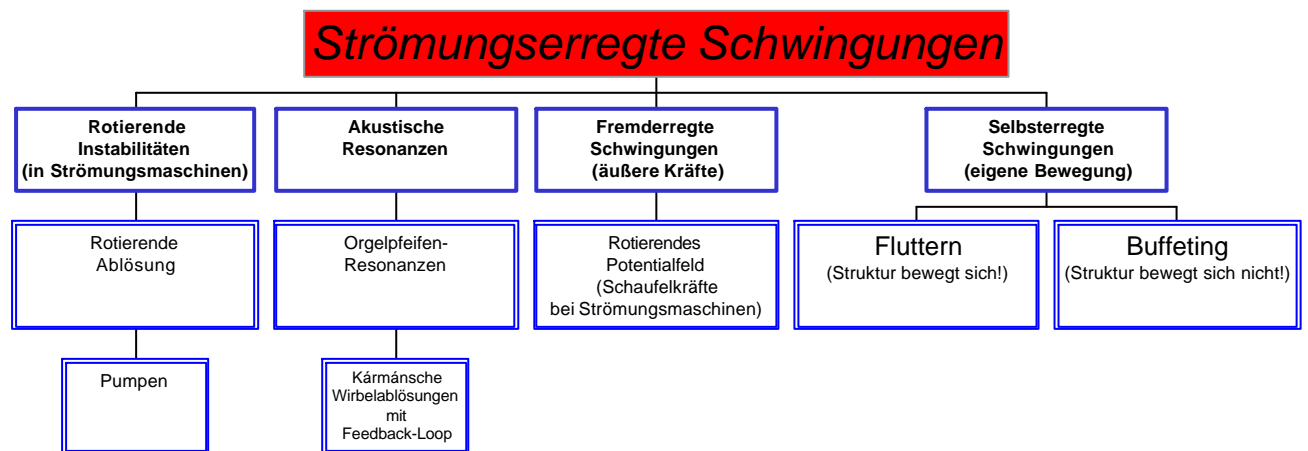 Strömungserregte Schwingungen
Rotierende
Instabilitäten
(in Strömungsmaschinen)
Akustische
Resonanzen
Fremderregte
Schwingungen
(äußere Kräfte)
Selbsterregte
Schwingungen
(eigene Bewegung)
Rotierende
Ablösung
Orgelpfeifen-
Resonanzen
Rotierendes
Potentialfeld
(Schaufelkräfte
bei Strömungsmaschinen)
Fluttern
(Struktur bewegt sich!)
Buffeting
(Struktur bewegt sich nicht!)
Pumpen
Kármánsche
Wirbelablösungen
mit
Feedback-Loop